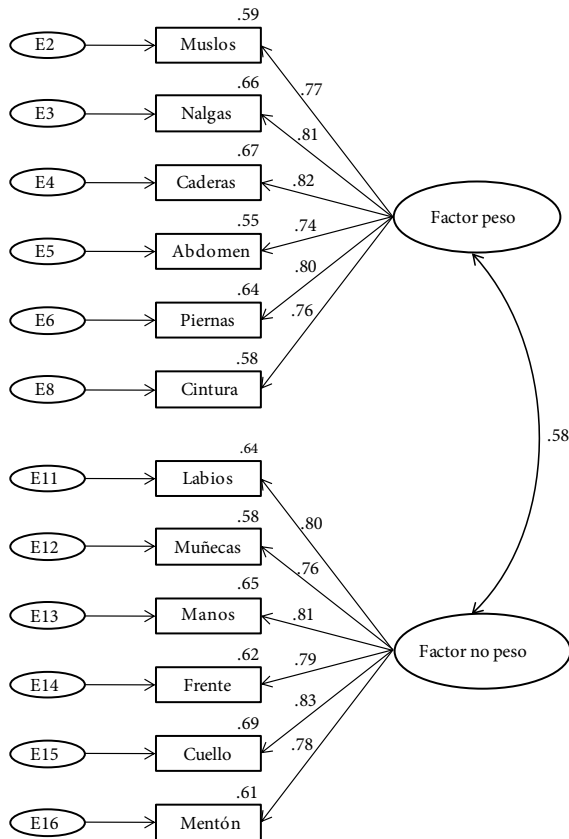 .59
E2 Muslos
.77
.66
E3 Nalgas
.81
.67
E4 Caderas
.82
Factor peso
.55
E5 Abdomen
.74
.64
E6 Piernas
.80
.76
.58
E8 Cintura
.58
.64
E11 Labios
.80
.58
E12 Muñecas
.76
.65
E13 Manos
.81
Factor no peso
.62
E14 Frente
.79
.83
.69
E15 Cuello
.78
.61
E16 Mentón